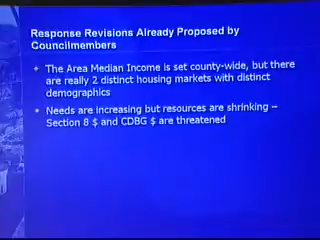 Response Revisions Already Proposed by
Councilmembers
The Area Median Income is set county-wide, but there
are really 2 distinct housing markets with distinct
demographics
Needs are increasing but resources are shrinking –
Section 8 $ and CDBG $ are threatened